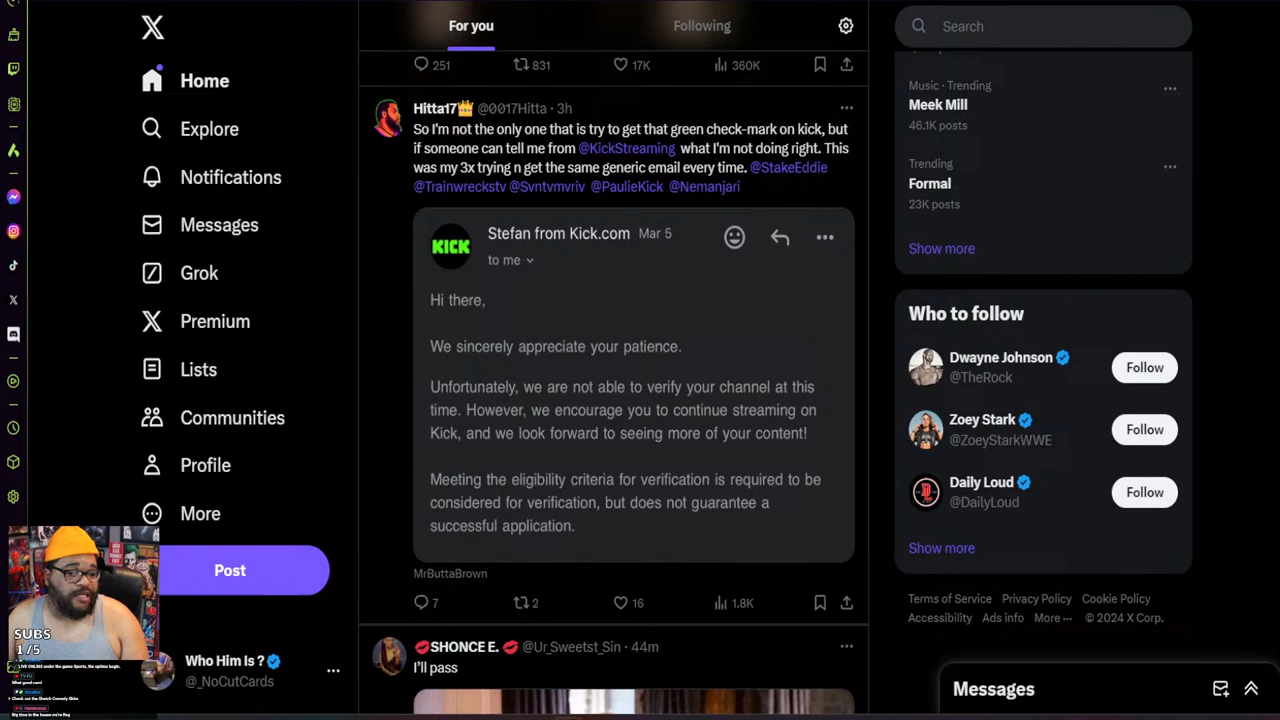 For you
Following
Search
Home
Explore
Notifications
Messages
Grok
Premium
Lists
Communities
Profile
More
Post
Who Him Is ?
@_NoCutCards
251 831 17K 360K
Hitta17 @0017Hitta · 3h
So I'm not the only one that is try to get that green check-mark on kick, but
if someone can tell me from @KickStreaming what I'm not doing right. This
was my 3x trying n get the same generic email every time. @StakeEddie
@Trainwreckstv @Svntvmvriv @PaulieKick @Nemanjari
KICK
Stefan from Kick.com Mar 5
to me
Hi there,
We sincerely appreciate your patience.
Unfortunately, we are not able to verify your channel at this
time. However, we encourage you to continue streaming on
Kick, and we look forward to seeing more of your content!
Meeting the eligibility criteria for verification is required to be
considered for verification, but does not guarantee a
successful application.
MrButtaBrown
7 2 16 1.8K
SHONCE E. @Ur_Sweetst_Sin · 44m
I'll pass
Music · Trending
Meek Mill
46.1K posts
Trending
Formal
23K posts
Show more
Who to follow
Dwayne Johnson
@TheRock
Follow
Zoey Stark
@ZoeyStarkWWE
Follow
Daily Loud
@DailyLoud
Follow
Show more
Terms of Service Privacy Policy Cookie Policy
Accessibility Ads info More ··· © 2024 X Corp.
Messages
SUBS
1 / 5